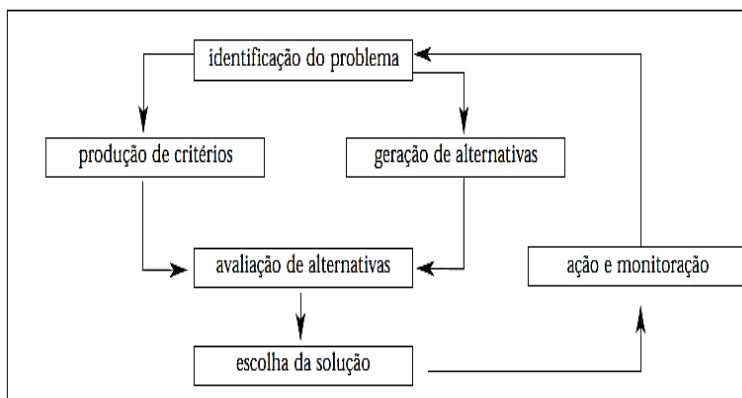 identificação do problema
produção de critérios
geração de alternativas
avaliação de alternativas
ação e monitoração
escolha da solução